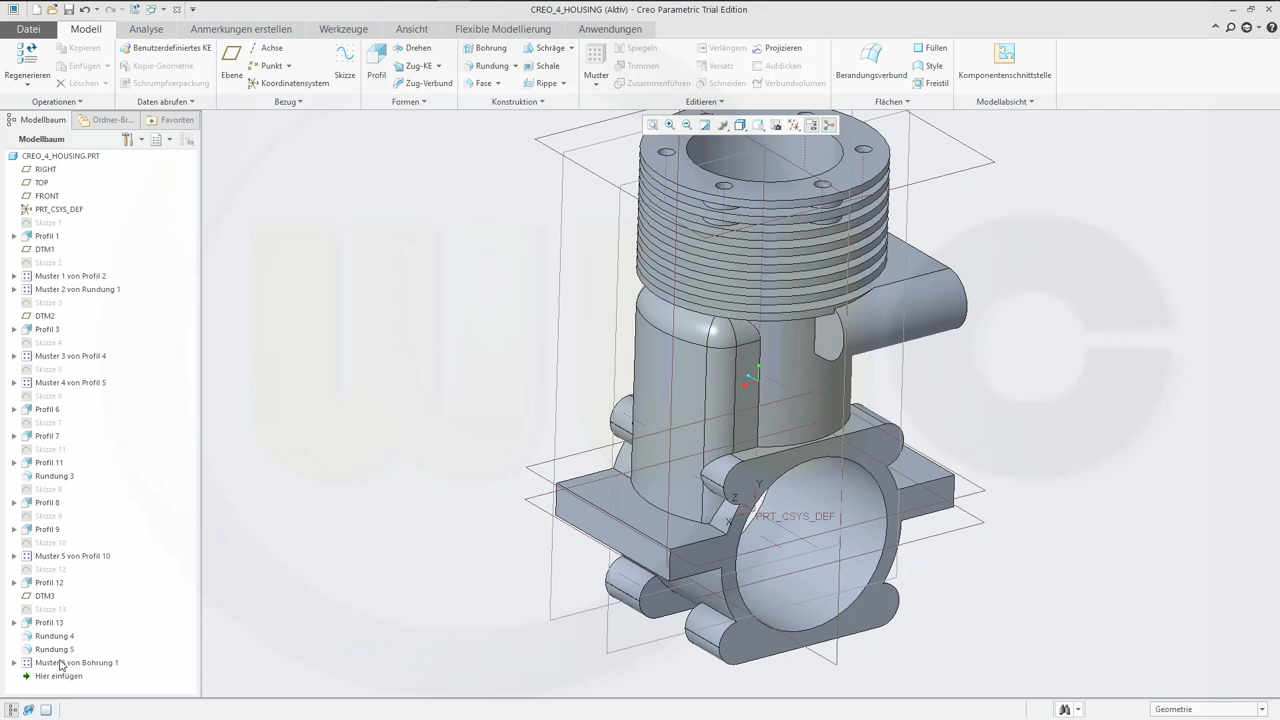 CREO_4_HOUSING (Aktiv) - Creo Parametric Trial Edition
Datei Modell Analyse Anmerkungen erstellen Werkzeuge Ansicht Flexible Modellierung Anwendungen
Regenerieren
Kopieren
Einfügen
Löschen
Operationen
Benutzerdefiniertes KE
Kopie-Geometrie
Schrumpfverpackung
Daten abrufen
Ebene
Achse
Punkt
Koordinatensystem
Skizze
Bezug
Profil
Drehen
Zug-KE
Zug-Verbund
Formen
Bohrung
Rundung
Fase
Schräge
Schale
Rippe
Konstruktion
Muster
Spiegeln
Trimmen
Zusammenführen
Verlängern
Versatz
Schneiden
Projizieren
Aufdicken
Verbundvolumen
Editieren
Berandungsverbund
Füllen
Style
Freistil
Flächen
Komponentenschnittstelle
Modellabsicht
Modellbaum Ordner-Br... Favoriten
Modellbaum
CREO_4_HOUSING.PRT
RIGHT
TOP
FRONT
PRT_CSYS_DEF
Skizze 1
Profil 1
DTM1
Skizze 2
Muster 1 von Profil 2
Muster 2 von Rundung 1
Skizze 3
DTM2
Profil 3
Skizze 4
Muster 3 von Profil 4
Skizze 5
Muster 4 von Profil 5
Skizze 6
Profil 6
Skizze 7
Profil 7
Skizze 11
Profil 11
Rundung 3
Skizze 8
Profil 8
Skizze 9
Profil 9
Skizze 10
Muster 5 von Profil 10
Skizze 12
Profil 12
DTM3
Skizze 13
Profil 13
Rundung 4
Rundung 5
Muster 6 von Bohrung 1
Hier einfügen
Z
Y
X
PRT_CSYS_DEF
Geometrie